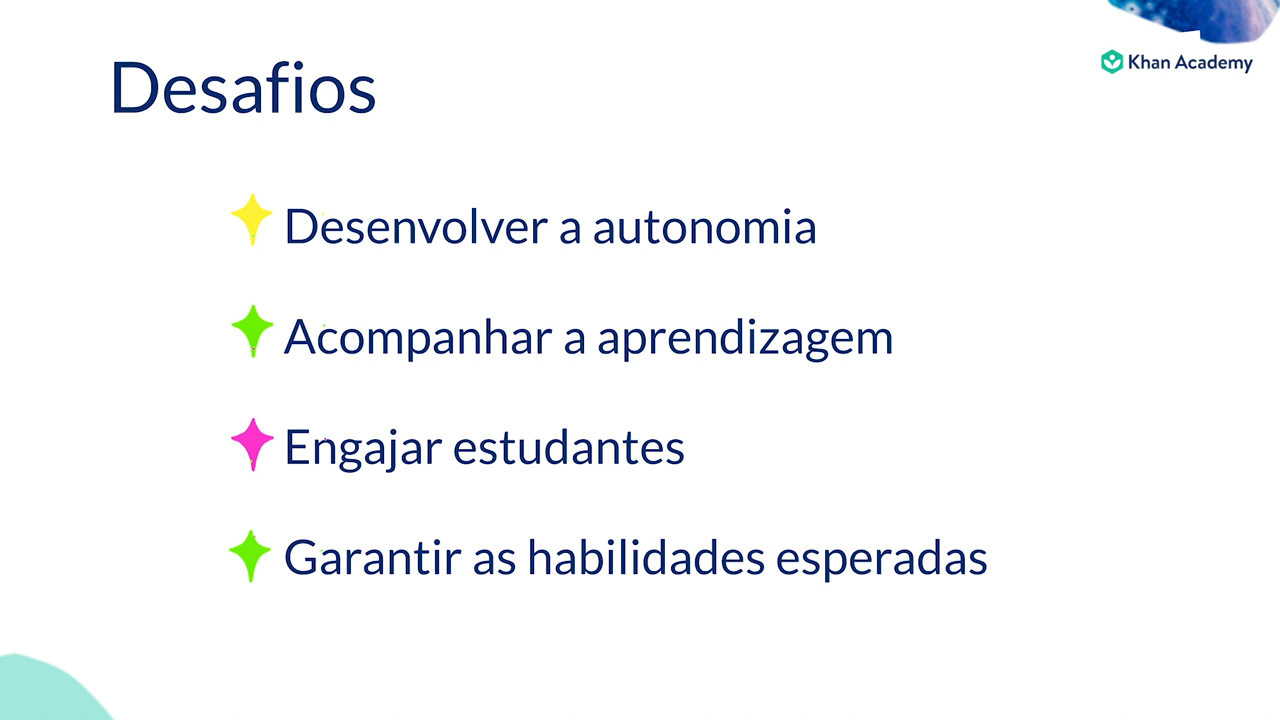 Desafios
Khan Academy
Desenvolver a autonomia
Acompanhar a aprendizagem
Engajar estudantes
Garantir as habilidades esperadas